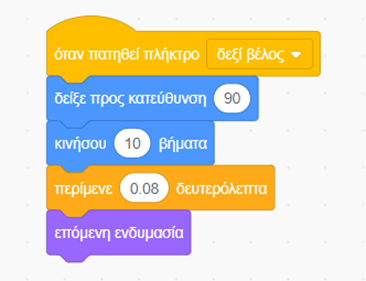 όταν πατηθεί πλήκτρο δεξί βέλος
δείξε προς κατεύθυνση 90
κινήσου 10 βήματα
περίμενε 0.08 δευτερόλεπτα
επόμενη ενδυμασία